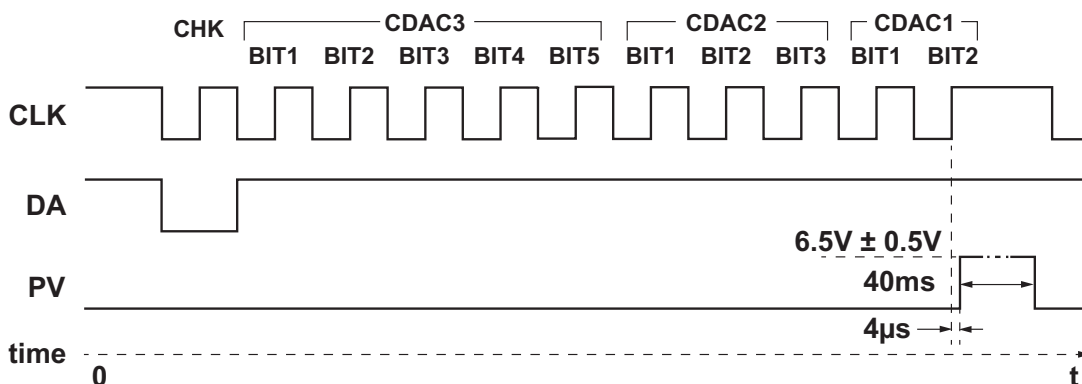 CHK CDAC3 CDAC2 CDAC1
BIT1 BIT2 BIT3 BIT4 BIT5 BIT1 BIT2 BIT3 BIT1 BIT2
CLK
DA
6.5V ± 0.5V
PV
40ms
4µs
time
0 t